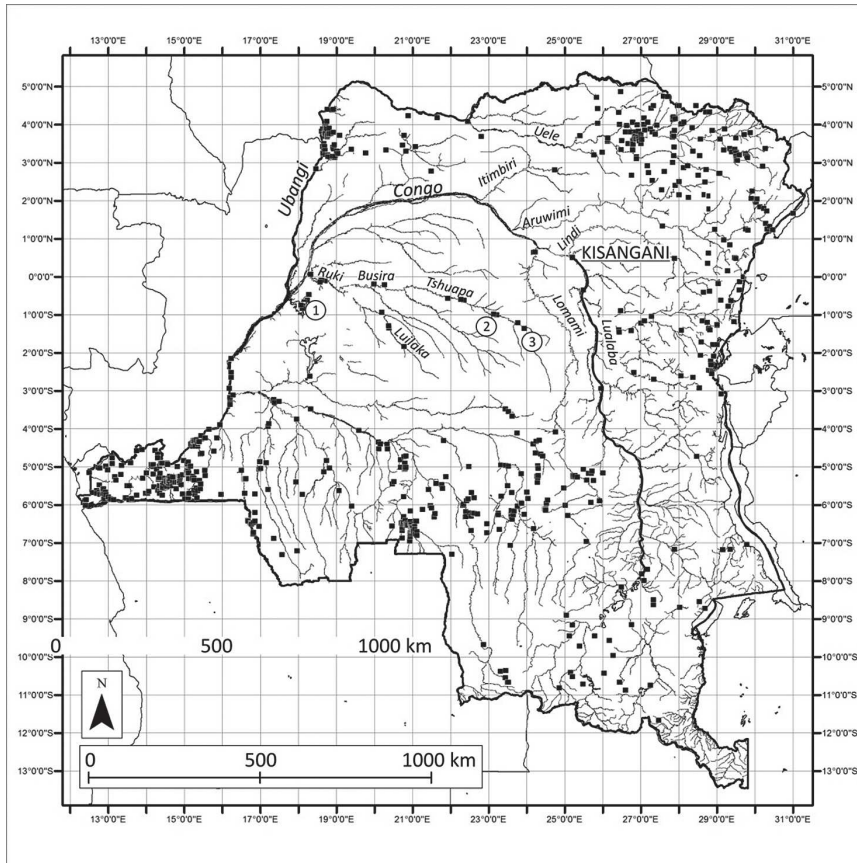 13°0'0"E 15°0'0"E 17°0'0"E 19°0'0"E 21°0'0"E 23°0'0"E 25°0'0"E 27°0'0"E 29°0'0"E 31°0'0"E
5°0'0"N 5°0'0"N
4°0'0"N Uele 4°0'0"N
3°0'0"N Ubangi Itimbiri 3°0'0"N
2°0'0"N Congo Aruwimi 2°0'0"N
1°0'0"N Lindi KISANGANI 1°0'0"N
0°0'0" Ruki Busira Tshuapa Lomami 0°0'0"
1°0'0"S 1 2 3 1°0'0"S
2°0'0"S Luilaka Lualaba 2°0'0"S
3°0'0"S 3°0'0"S
4°0'0"S 4°0'0"S
5°0'0"S 5°0'0"S
6°0'0"S 6°0'0"S
7°0'0"S 7°0'0"S
8°0'0"S 8°0'0"S
9°0'0"S 9°0'0"S
0 500 1000 km
10°0'0"S 10°0'0"S
N
11°0'0"S 11°0'0"S
12°0'0"S 12°0'0"S
0 500 1000 km
13°0'0"S 13°0'0"S
13°0'0"E 15°0'0"E 17°0'0"E 19°0'0"E 21°0'0"E 23°0'0"E 25°0'0"E 27°0'0"E 29°0'0"E 31°0'0"E